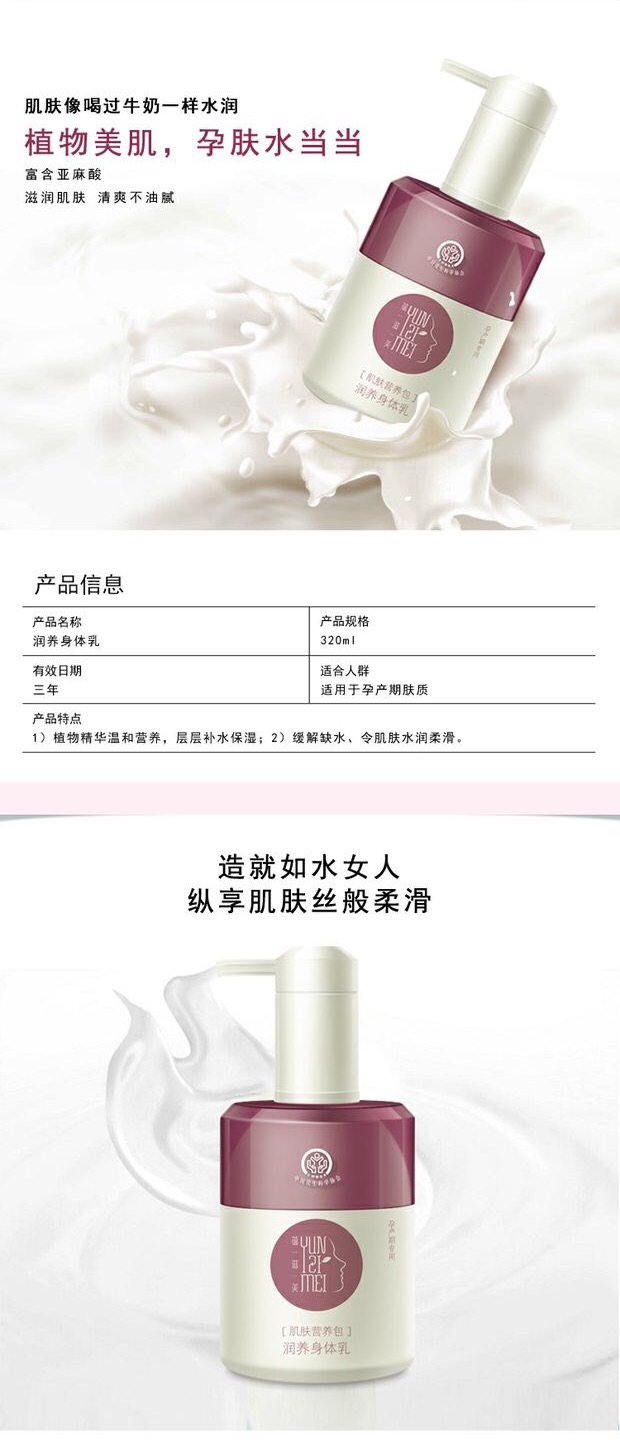 肌肤像喝过牛奶一样水润
植物美肌，孕肤水当当
富含亚麻酸
滋润肌肤 清爽不油腻
YUN
ZI
MEI
孕产期专用
[ 肌肤营养包 ]
润养身体乳
产品信息
产品名称
润养身体乳
产品规格
320ml
有效日期
三年
适合人群
适用于孕产期肤质
产品特点
1）植物精华温和营养，层层补水保湿；2）缓解缺水、令肌肤水润柔滑。
造就如水女人
纵享肌肤丝般柔滑
YUN
ZI
MEI
孕产期专用
[ 肌肤营养包 ]
润养身体乳